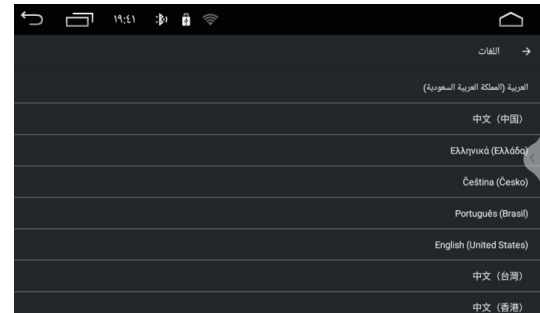 ١٩:٤١
اللغات
العربية (المملكة العربية السعودية)
中文（中国）
Ελληνικά (Ελλάδα)
Čeština (Česko)
Português (Brasil)
English (United States)
中文（台灣）
中文（香港）